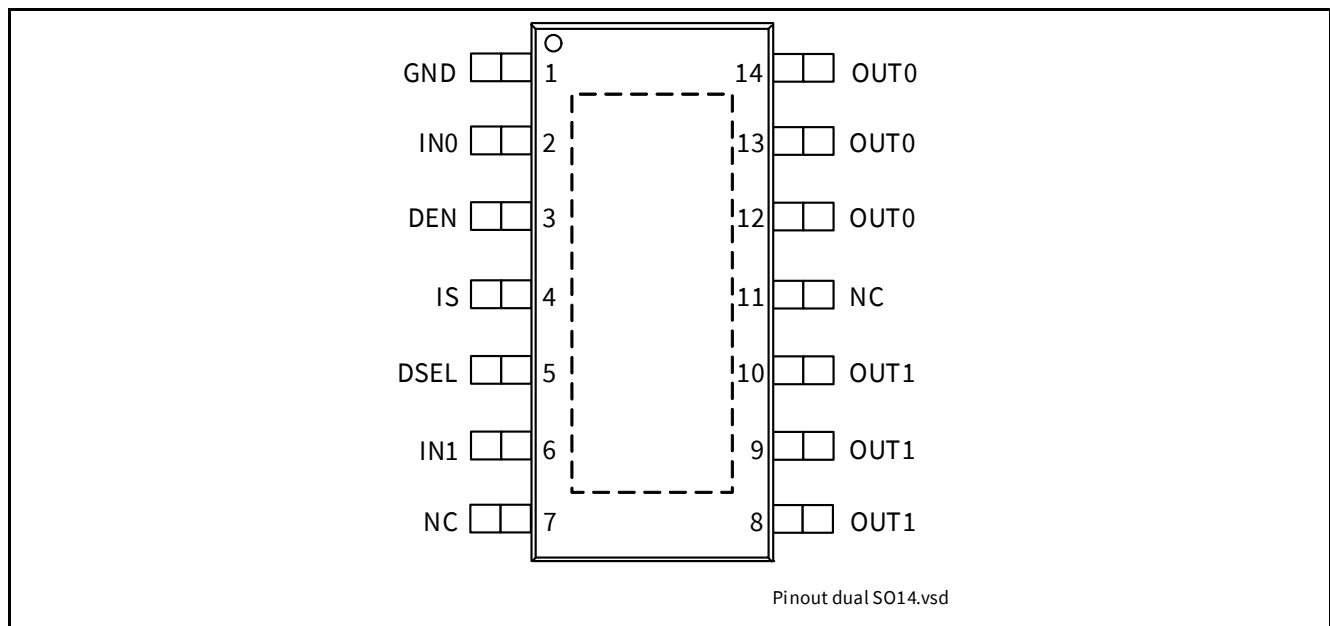 GND 1 14 OUT0
IN0 2 13 OUT0
DEN 3 12 OUT0
IS 4 11 NC
DSEL 5 10 OUT1
IN1 6 9 OUT1
NC 7 8 OUT1
Pinout dual SO14.vsd